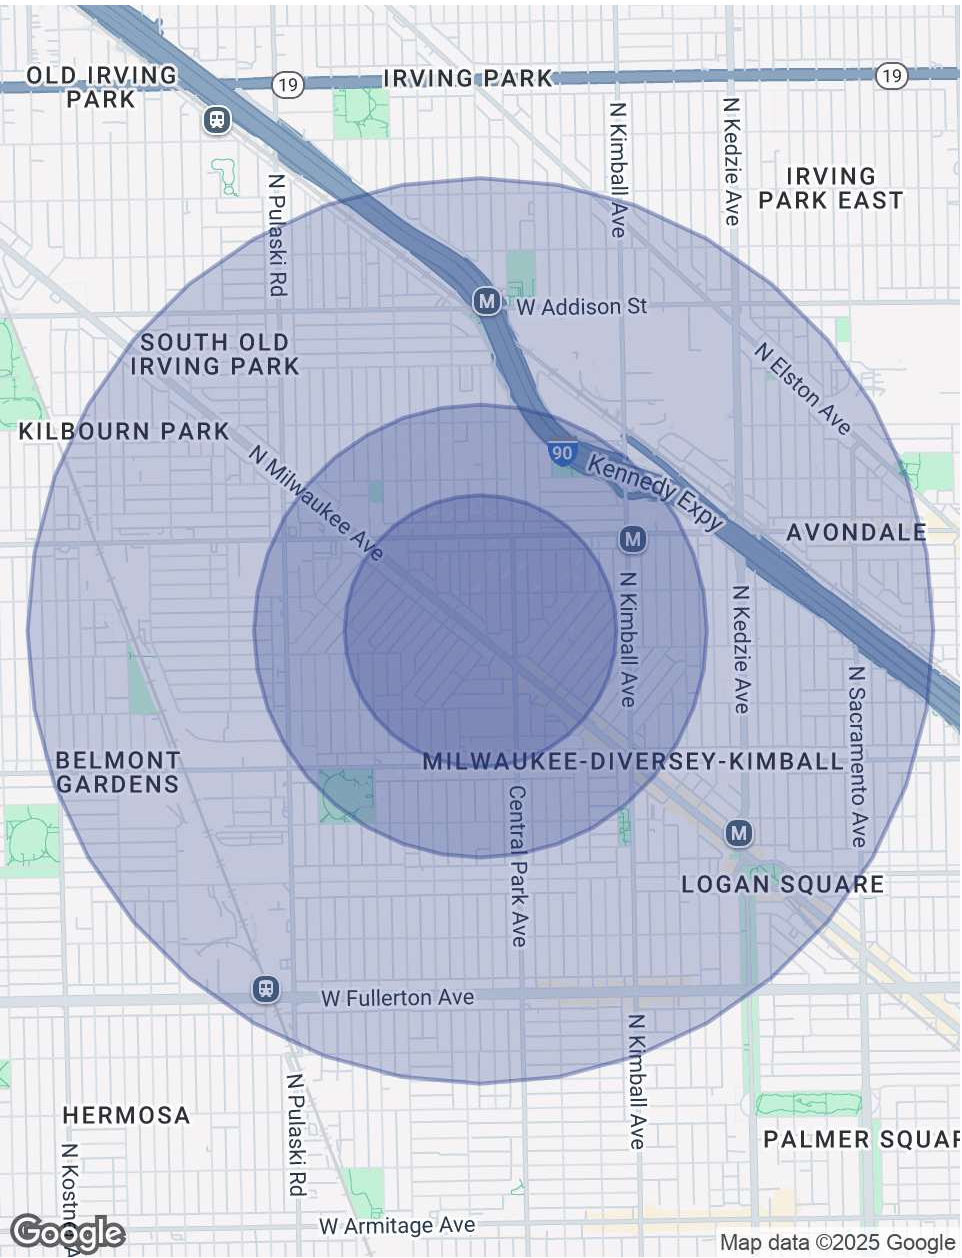 OLD IRVING
PARK
19
IRVING PARK
19
N Kimball Ave
N Kedzie Ave
IRVING
PARK EAST
N Pulaski Rd
M
W Addison St
SOUTH OLD
IRVING PARK
N Elston Ave
KILBOURN PARK
N Milwaukee Ave
90
Kennedy Expy
AVONDALE
M
N Kimball Ave
N Kedzie Ave
N Sacramento Ave
BELMONT
GARDENS
MILWAUKEE-DIVERSEY-KIMBALL
Central Park Ave
M
LOGAN SQUARE
W Fullerton Ave
N Kimball Ave
N Pulaski Rd
HERMOSA
PALMER SQUAR
N Kostne
W Armitage Ave
Google
Map data ©2025 Google